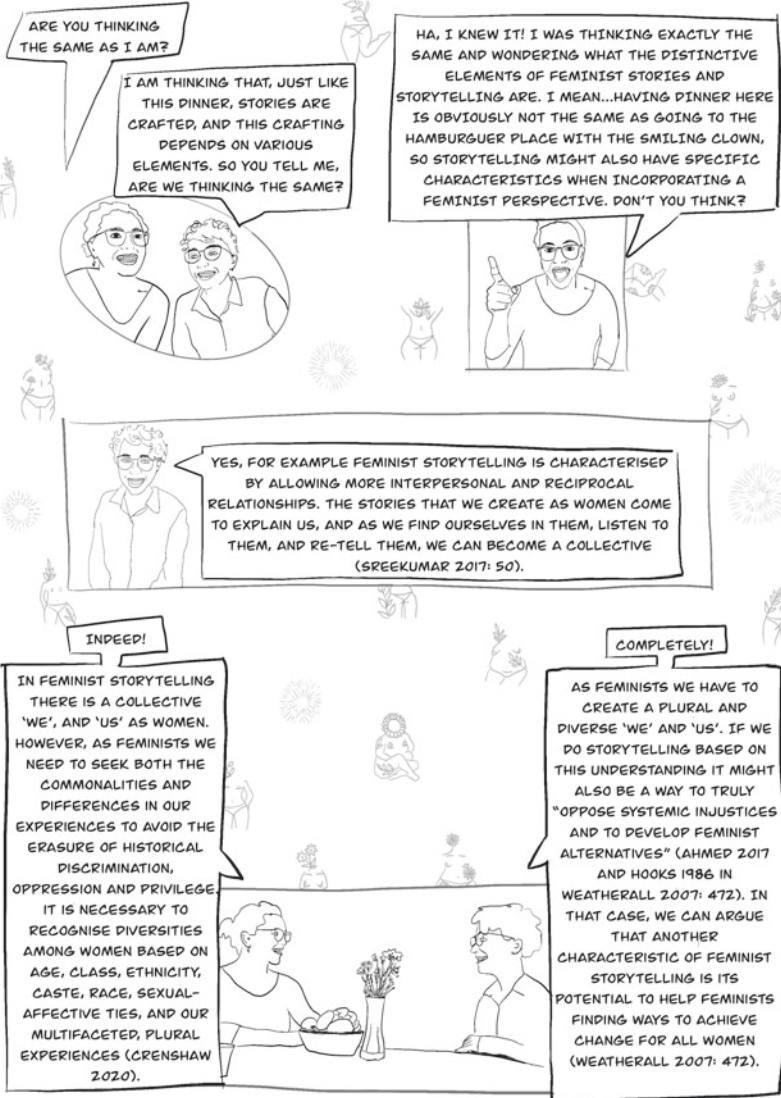 ARE YOU THINKING
THE SAME AS I AM?
I AM THINKING THAT, JUST LIKE
THIS DINNER, STORIES ARE
CRAFTED, AND THIS CRAFTING
DEPENDS ON VARIOUS
ELEMENTS. SO YOU TELL ME,
ARE WE THINKING THE SAME?
HA, I KNEW IT! I WAS THINKING EXACTLY THE
SAME AND WONDERING WHAT THE DISTINCTIVE
ELEMENTS OF FEMINIST STORIES AND
STORYTELLING ARE. I MEAN...HAVING DINNER HERE
IS OBVIOUSLY NOT THE SAME AS GOING TO THE
HAMBURGUER PLACE WITH THE SMILING CLOWN,
SO STORYTELLING MIGHT ALSO HAVE SPECIFIC
CHARACTERISTICS WHEN INCORPORATING A
FEMINIST PERSPECTIVE. DON'T YOU THINK?
YES, FOR EXAMPLE FEMINIST STORYTELLING IS CHARACTERISED
BY ALLOWING MORE INTERPERSONAL AND RECIPROCAL
RELATIONSHIPS. THE STORIES THAT WE CREATE AS WOMEN COME
TO EXPLAIN US, AND AS WE FIND OURSELVES IN THEM, LISTEN TO
THEM, AND RE-TELL THEM, WE CAN BECOME A COLLECTIVE
(SREEKUMAR 2017: 50).
INDEED!
IN FEMINIST STORYTELLING
THERE IS A COLLECTIVE
'WE', AND 'US' AS WOMEN.
HOWEVER, AS FEMINISTS WE
NEED TO SEEK BOTH THE
COMMONALITIES AND
DIFFERENCES IN OUR
EXPERIENCES TO AVOID THE
ERASURE OF HISTORICAL
DISCRIMINATION,
OPPRESSION AND PRIVILEGE.
IT IS NECESSARY TO
RECOGNISE DIVERSITIES
AMONG WOMEN BASED ON
AGE, CLASS, ETHNICITY,
CASTE, RACE, SEXUAL-
AFFECTIVE TIES, AND OUR
MULTIFACETED, PLURAL
EXPERIENCES (CRENSHAW
2020).
COMPLETELY!
AS FEMINISTS WE HAVE TO
CREATE A PLURAL AND
DIVERSE 'WE' AND 'US'. IF WE
DO STORYTELLING BASED ON
THIS UNDERSTANDING IT MIGHT
ALSO BE A WAY TO TRULY
"OPPOSE SYSTEMIC INJUSTICES
AND TO DEVELOP FEMINIST
ALTERNATIVES" (AHMED 2017
AND HOOKS 1986 IN
WEATHERALL 2007: 472). IN
THAT CASE, WE CAN ARGUE
THAT ANOTHER
CHARACTERISTIC OF FEMINIST
STORYTELLING IS ITS
POTENTIAL TO HELP FEMINISTS
FINDING WAYS TO ACHIEVE
CHANGE FOR ALL WOMEN
(WEATHERALL 2007: 472).